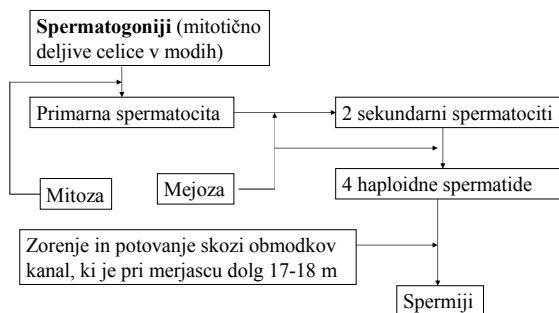 Spermatogoniji (mitotično
deljive celice v modih)
Primarna spermatocita
2 sekundarni spermatociti
Mitoza
Mejoza
4 haploidne spermatide
Zorenje in potovanje skozi obmodkov
kanal, ki je pri merjascu dolg 17-18 m
Spermiji